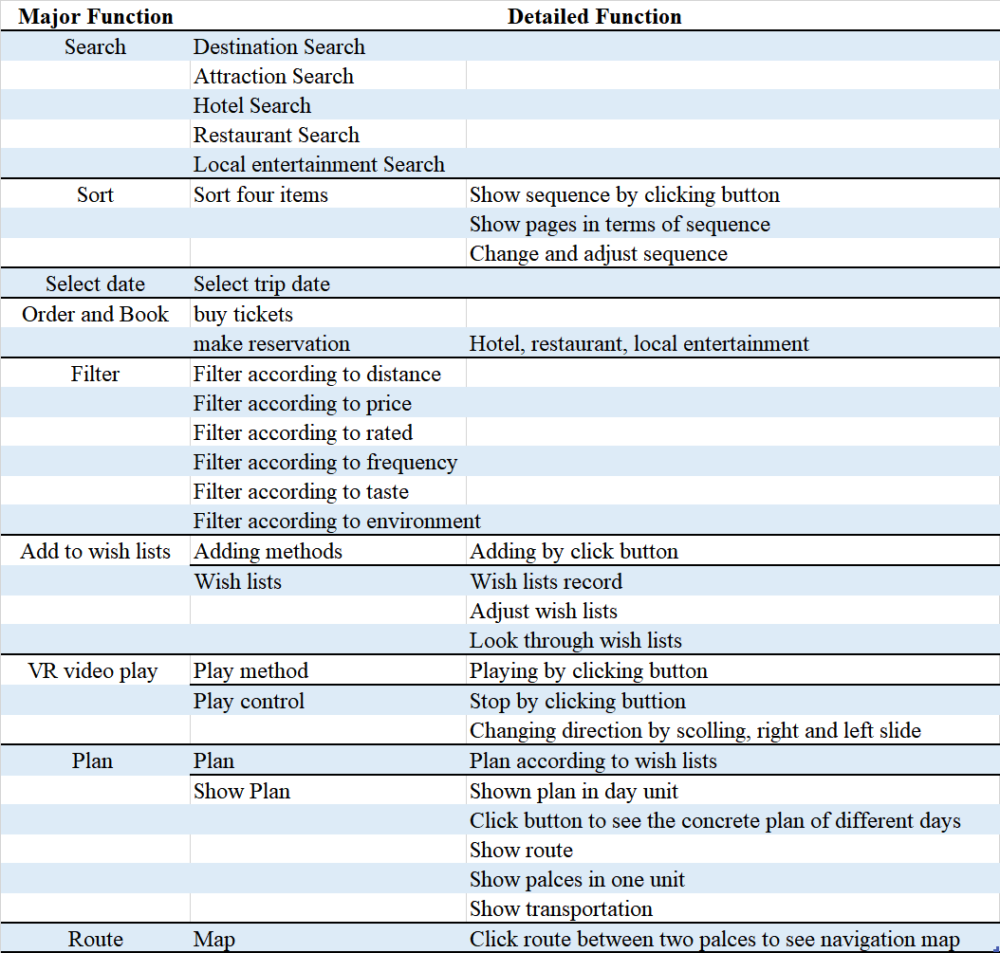 Major Function Detailed Function
Search Destination Search
Attraction Search
Hotel Search
Restaurant Search
Local entertainment Search
Sort Sort four items Show sequence by clicking button
Show pages in terms of sequence
Change and adjust sequence
Select date Select trip date
Order and Book buy tickets
make reservation Hotel, restaurant, local entertainment
Filter Filter according to distance
Filter according to price
Filter according to rated
Filter according to frequency
Filter according to taste
Filter according to environment
Add to wish lists Adding methods Adding by click button
Wish lists Wish lists record
Adjust wish lists
Look through wish lists
VR video play Play method Playing by clicking button
Play control Stop by clicking buttion
Changing direction by scolling, right and left slide
Plan Plan Plan according to wish lists
Show Plan Shown plan in day unit
Click button to see the concrete plan of different days
Show route
Show palces in one unit
Show transportation
Route Map Click route between two palces to see navigation map